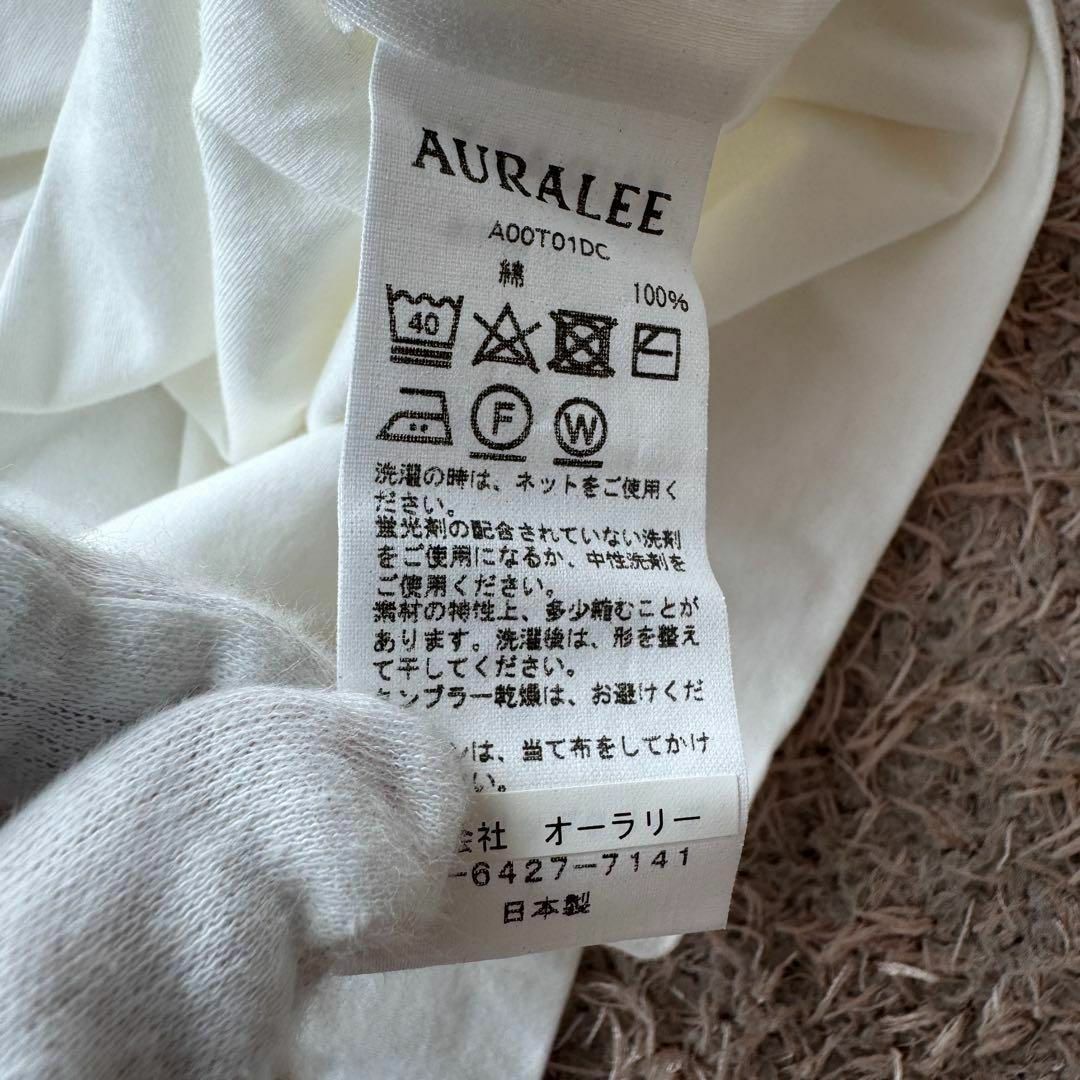 AURALEE
A00T01DC
綿 100%
40
F W
洗濯の時は、ネットをご使用く
ださい。
蛍光剤の配合されていない洗剤
をご使用になるか、中性洗剤を
ご使用ください。
素材の特性上、多少縮むことが
あります。洗濯後は、形を整え
て干してください。
タンブラー乾燥は、お避けくだ
ンは、当て布をしてかけ
い。
会社 オーラリー
-6427-7141
日本製